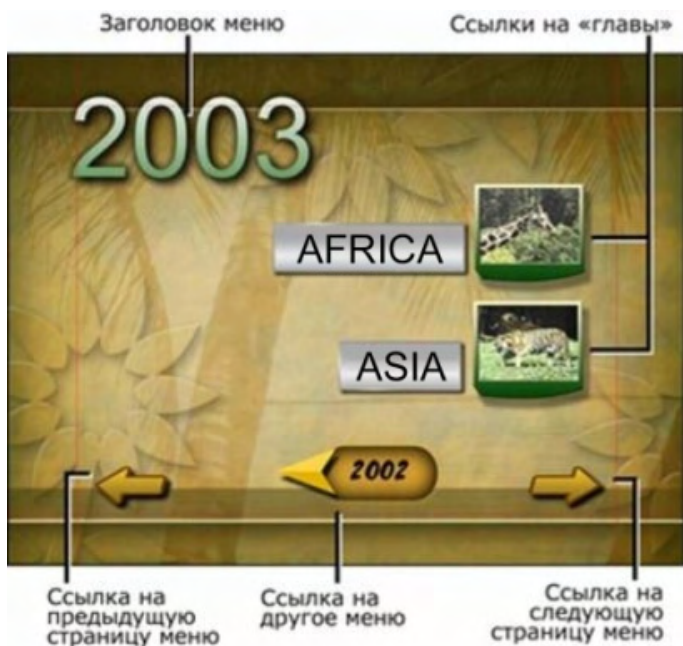 Заголовок меню
Ссылки на «главы»
2003
AFRICA
ASIA
2002
Ссылка на
предыдущую
страницу меню
Ссылка на
другое меню
Ссылка на
следующую
страницу меню